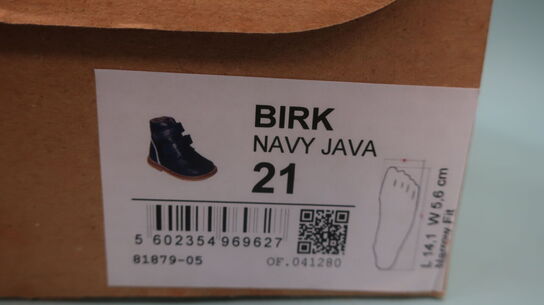 BIRK
NAVY JAVA
21
5 602354 969627
81879-05
OF.041280
L 14,1 W 5,6 cm
Narrow Fit